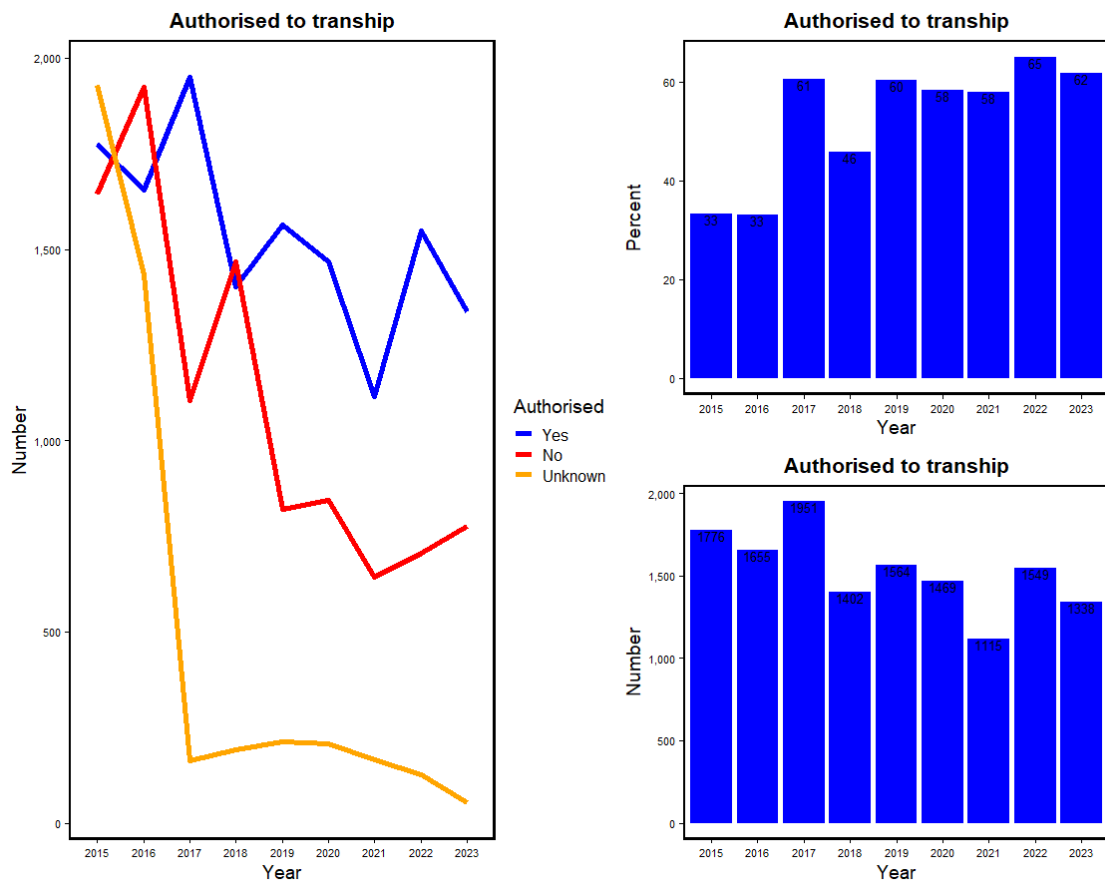 Authorised to tranship
Number
2,000
1,500
1,000
500
0
2015 2016 2017 2018 2019 2020 2021 2022 2023
Year
Authorised
Yes
No
Unknown
Authorised to tranship
Percent
60
40
20
0
33 33 61 46 60 58 58 65 62
2015 2016 2017 2018 2019 2020 2021 2022 2023
Year
Authorised to tranship
Number
2,000
1,500
1,000
500
0
1776 1655 1951 1402 1564 1469 1115 1549 1338
2015 2016 2017 2018 2019 2020 2021 2022 2023
Year